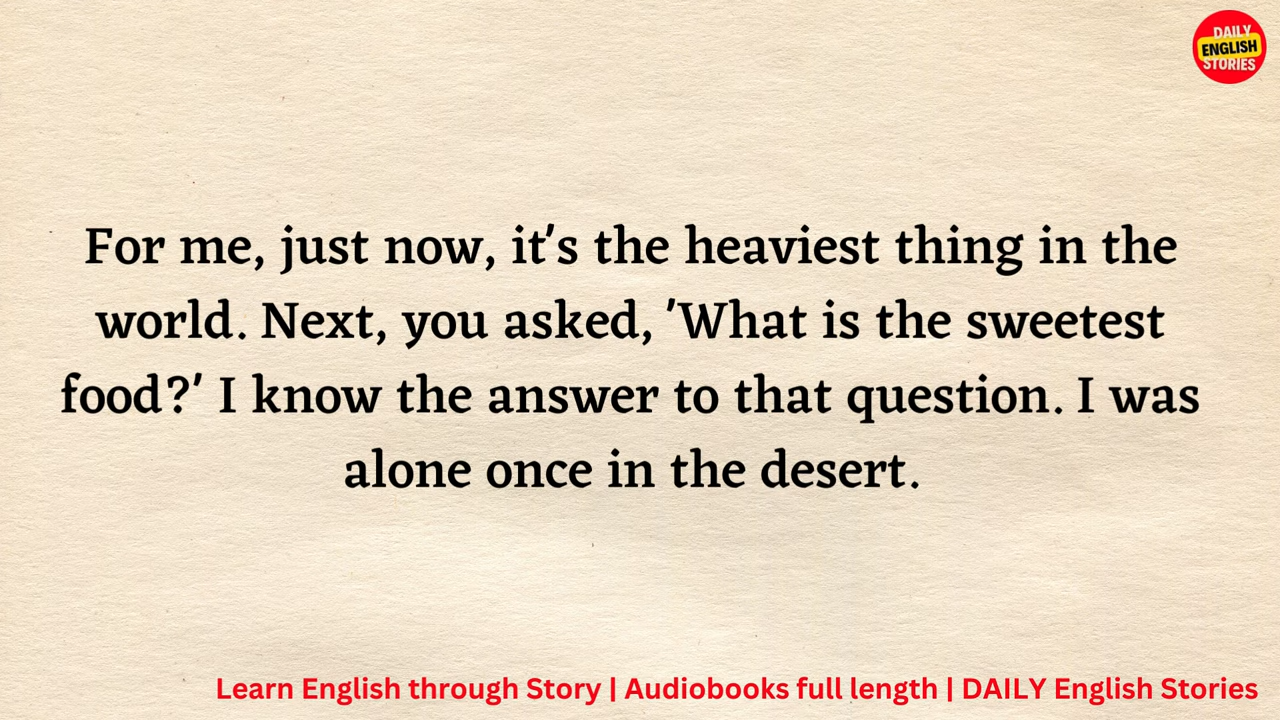 DAILY
ENGLISH
STORIES
For me, just now, it's the heaviest thing in the
world. Next, you asked, 'What is the sweetest
food?' I know the answer to that question. I was
alone once in the desert.
Learn English through Story | Audiobooks full length | DAILY English Stories